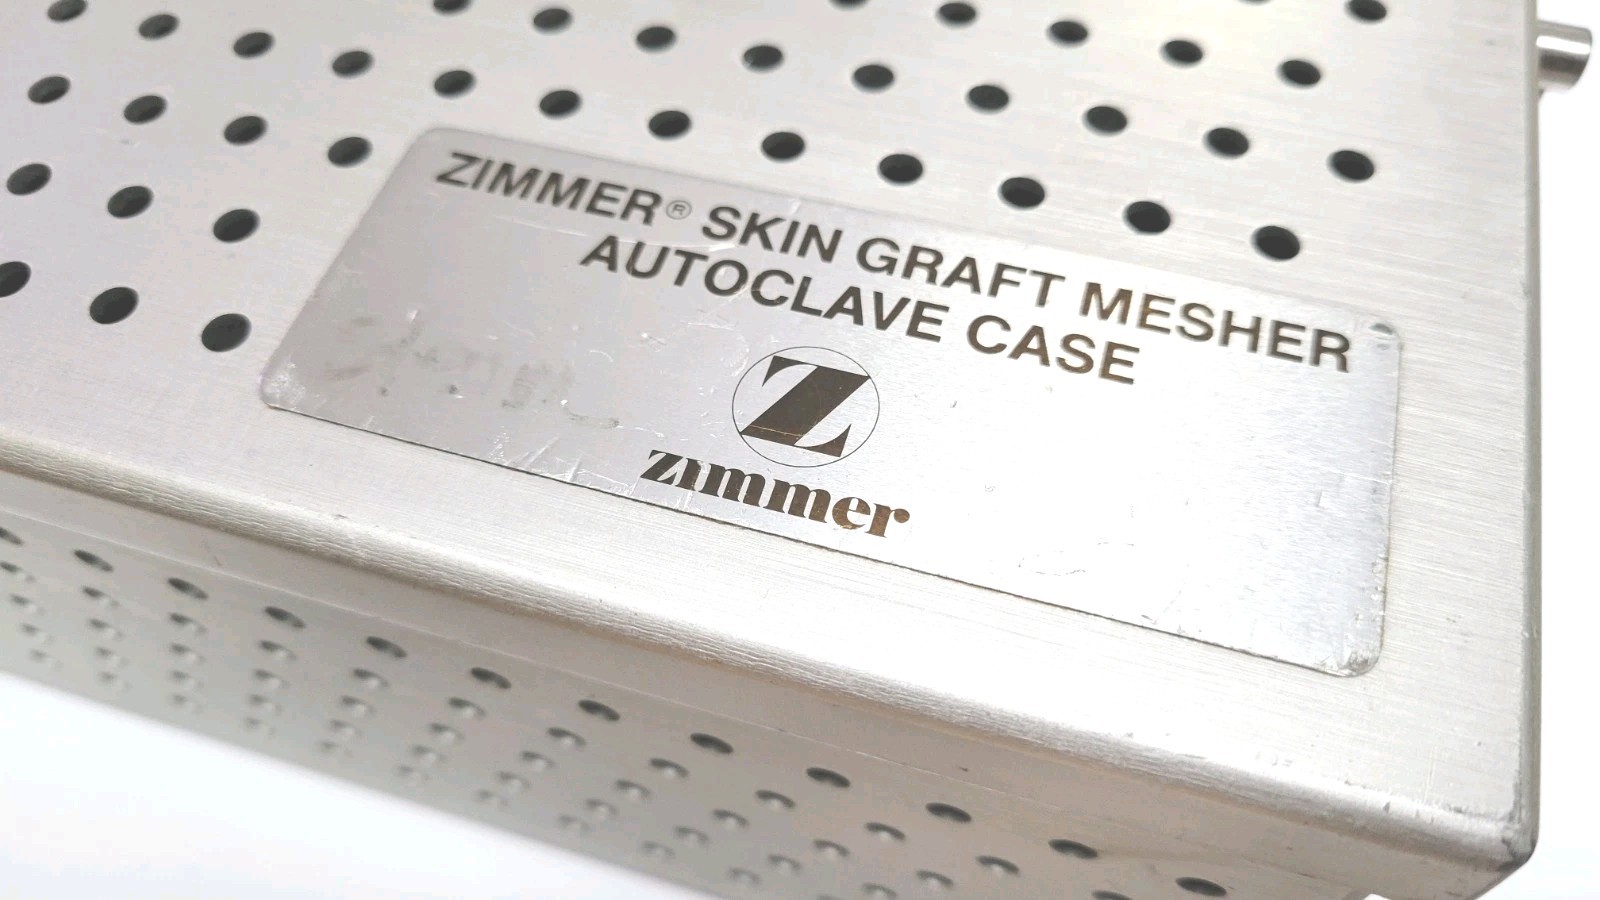 ZIMMER® SKIN GRAFT MESHER
AUTOCLAVE CASE
Z
zimmer